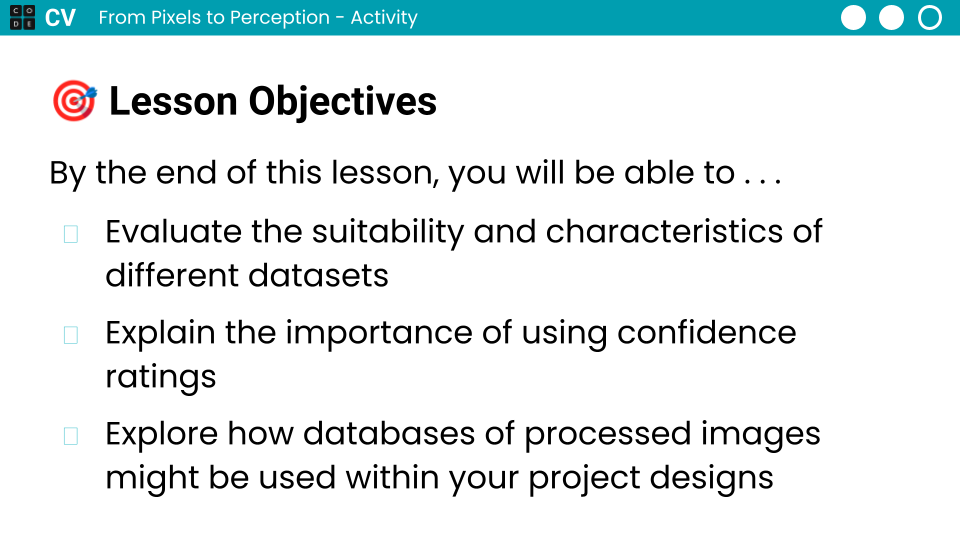 CODE CV From Pixels to Perception - Activity
🎯 Lesson Objectives
By the end of this lesson, you will be able to . . .
Evaluate the suitability and characteristics of
different datasets
Explain the importance of using confidence
ratings
Explore how databases of processed images
might be used within your project designs